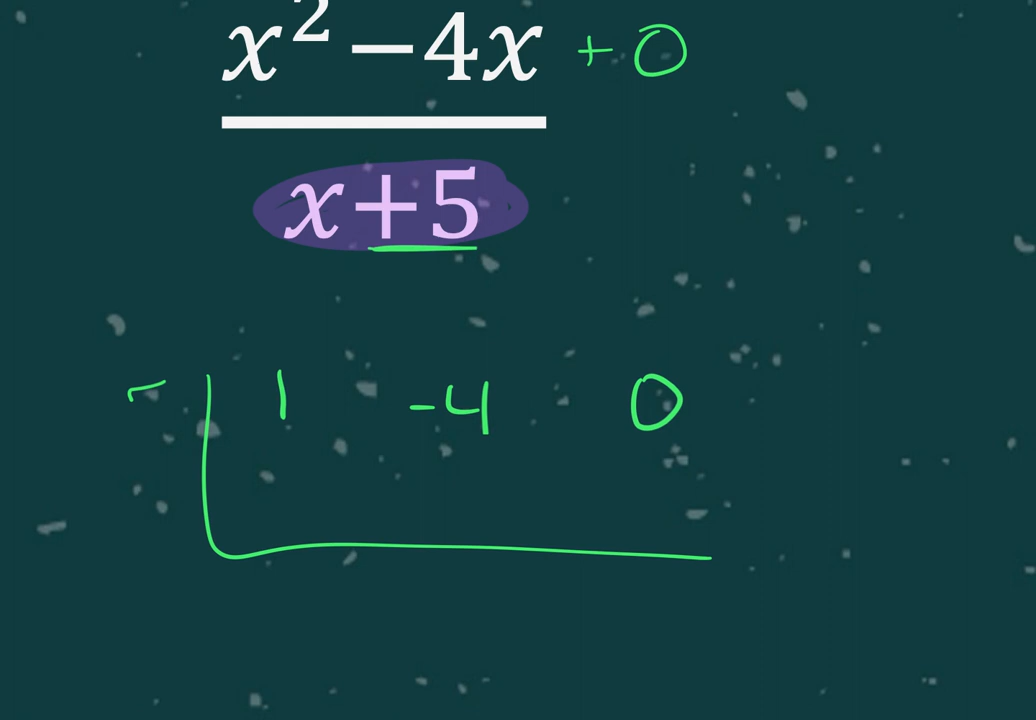 x² − 4x + 0
x + 5
1 -4 0